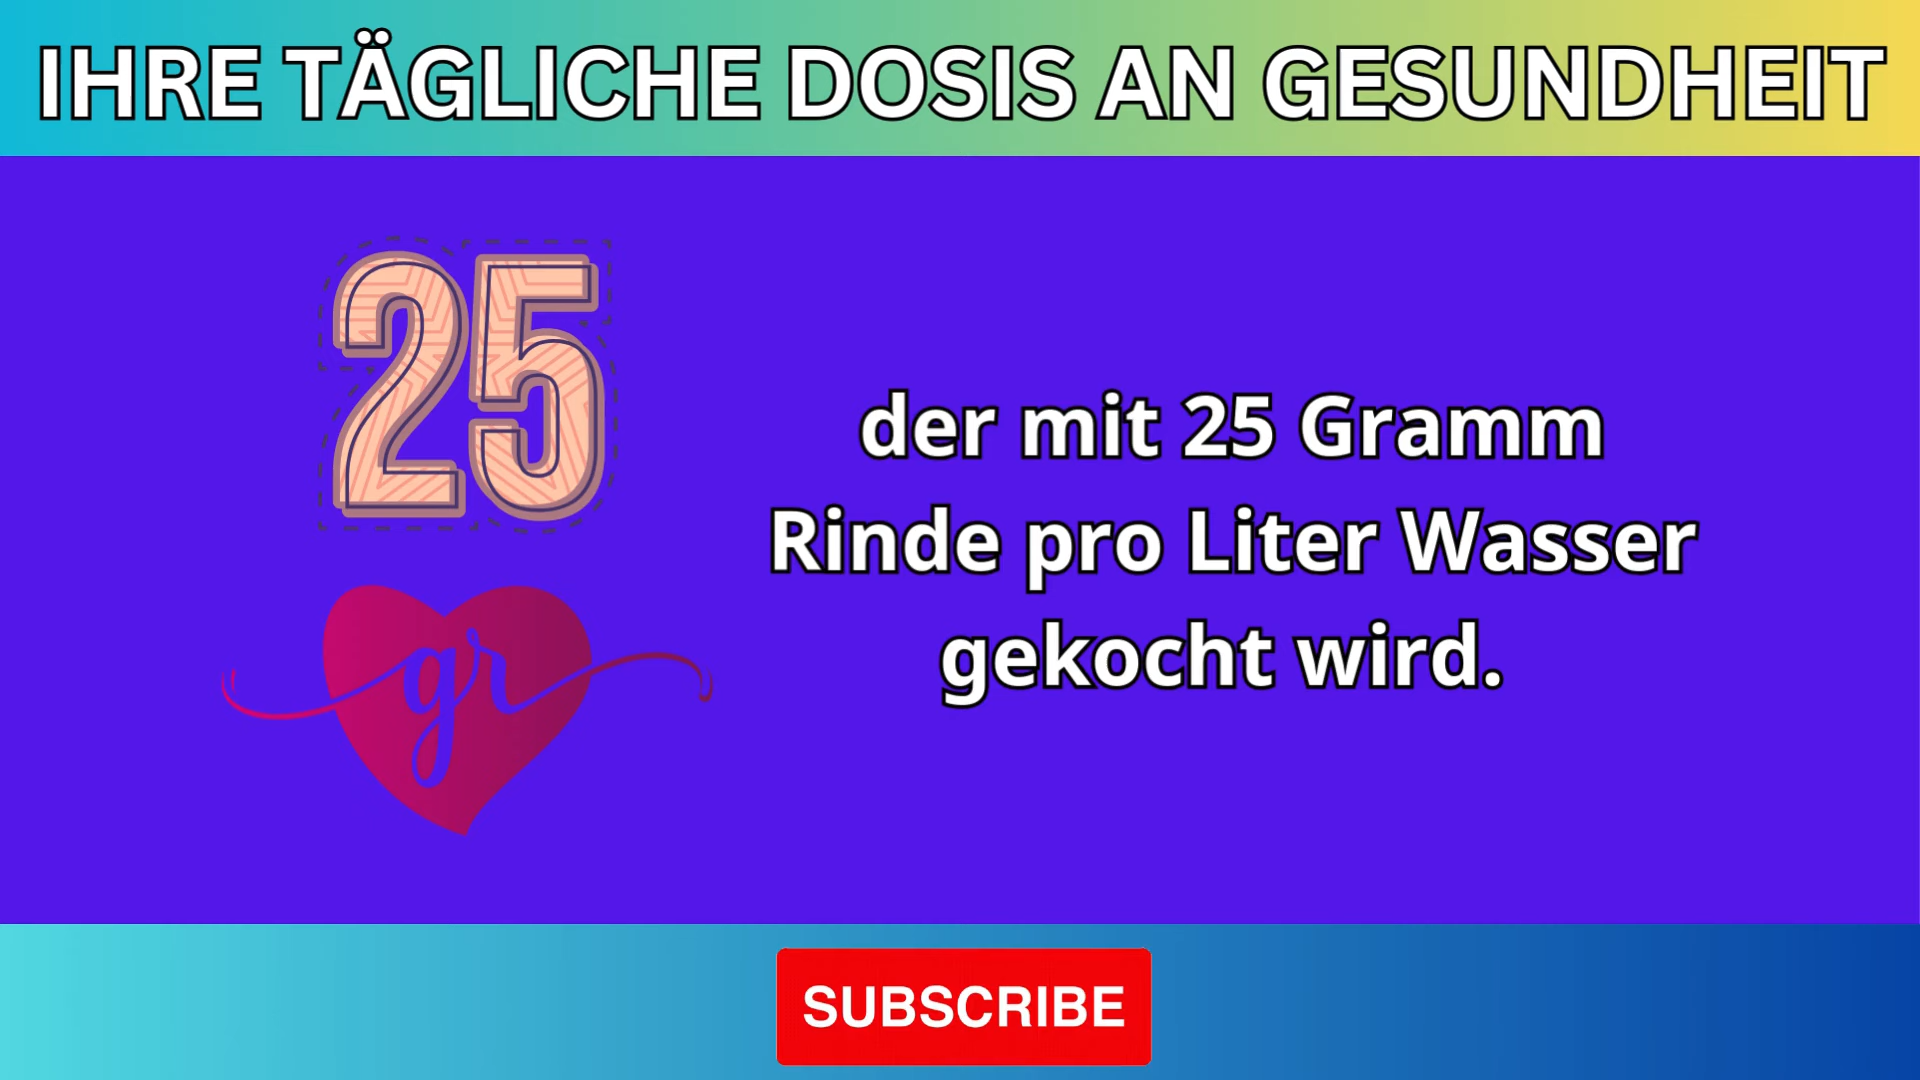 IHRE TÄGLICHE DOSIS AN GESUNDHEIT
25
gr
der mit 25 Gramm
Rinde pro Liter Wasser
gekocht wird.
SUBSCRIBE